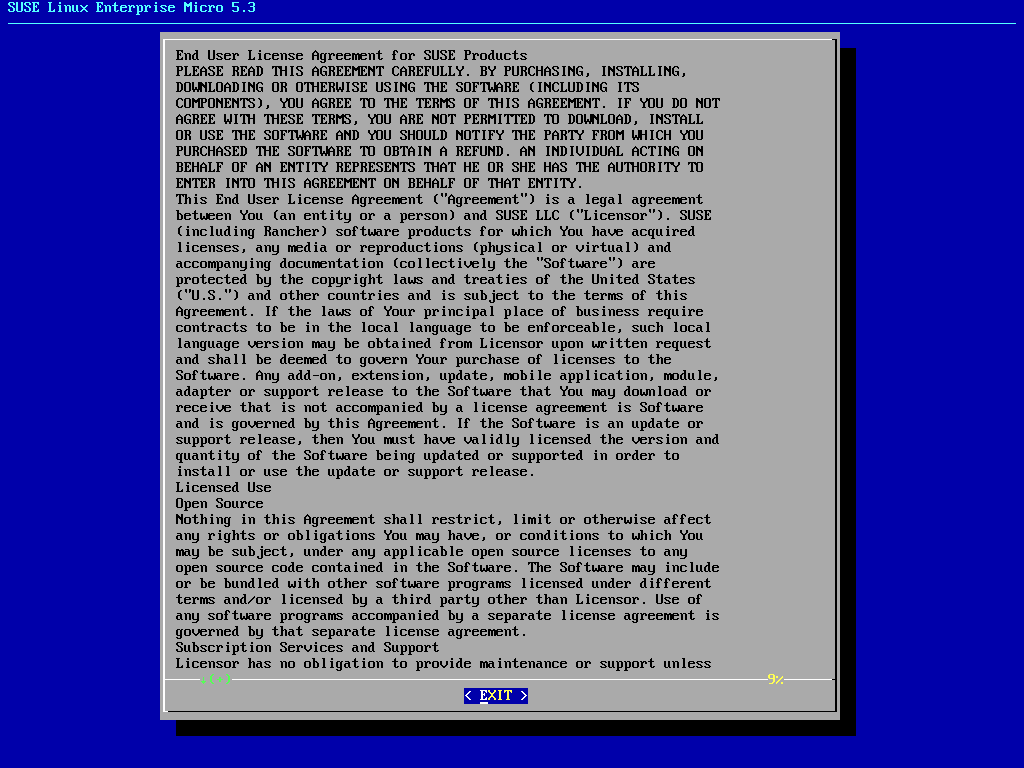 SUSE Linux Enterprise Micro 5.3
End User License Agreement for SUSE Products
PLEASE READ THIS AGREEMENT CAREFULLY. BY PURCHASING, INSTALLING,
DOWNLOADING OR OTHERWISE USING THE SOFTWARE (INCLUDING ITS
COMPONENTS), YOU AGREE TO THE TERMS OF THIS AGREEMENT. IF YOU DO NOT
AGREE WITH THESE TERMS, YOU ARE NOT PERMITTED TO DOWNLOAD, INSTALL
OR USE THE SOFTWARE AND YOU SHOULD NOTIFY THE PARTY FROM WHICH YOU
PURCHASED THE SOFTWARE TO OBTAIN A REFUND. AN INDIVIDUAL ACTING ON
BEHALF OF AN ENTITY REPRESENTS THAT HE OR SHE HAS THE AUTHORITY TO
ENTER INTO THIS AGREEMENT ON BEHALF OF THAT ENTITY.
This End User License Agreement ("Agreement") is a legal agreement
between You (an entity or a person) and SUSE LLC ("Licensor"). SUSE
(including Rancher) software products for which You have acquired
licenses, any media or reproductions (physical or virtual) and
accompanying documentation (collectively the "Software") are
protected by the copyright laws and treaties of the United States
("U.S.") and other countries and is subject to the terms of this
Agreement. If the laws of Your principal place of business require
contracts to be in the local language to be enforceable, such local
language version may be obtained from Licensor upon written request
and shall be deemed to govern Your purchase of licenses to the
Software. Any add-on, extension, update, mobile application, module,
adapter or support release to the Software that You may download or
receive that is not accompanied by a license agreement is Software
and is governed by this Agreement. If the Software is an update or
support release, then You must have validly licensed the version and
quantity of the Software being updated or supported in order to
install or use the update or support release.
Licensed Use
Open Source
Nothing in this Agreement shall restrict, limit or otherwise affect
any rights or obligations You may have, or conditions to which You
may be subject, under any applicable open source licenses to any
open source code contained in the Software. The Software may include
or be bundled with other software programs licensed under different
terms and/or licensed by a third party other than Licensor. Use of
any software programs accompanied by a separate license agreement is
governed by that separate license agreement.
Subscription Services and Support
Licensor has no obligation to provide maintenance or support unless
↓(+) 9%
< EXIT >